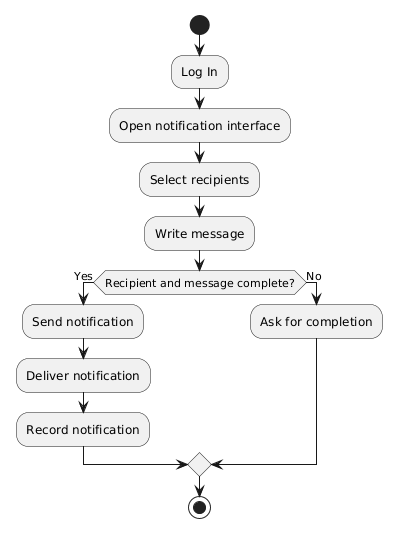 Log In
Open notification interface
Select recipients
Write message
Yes
Recipient and message complete?
No
Send notification
Ask for completion
Deliver notification
Record notification